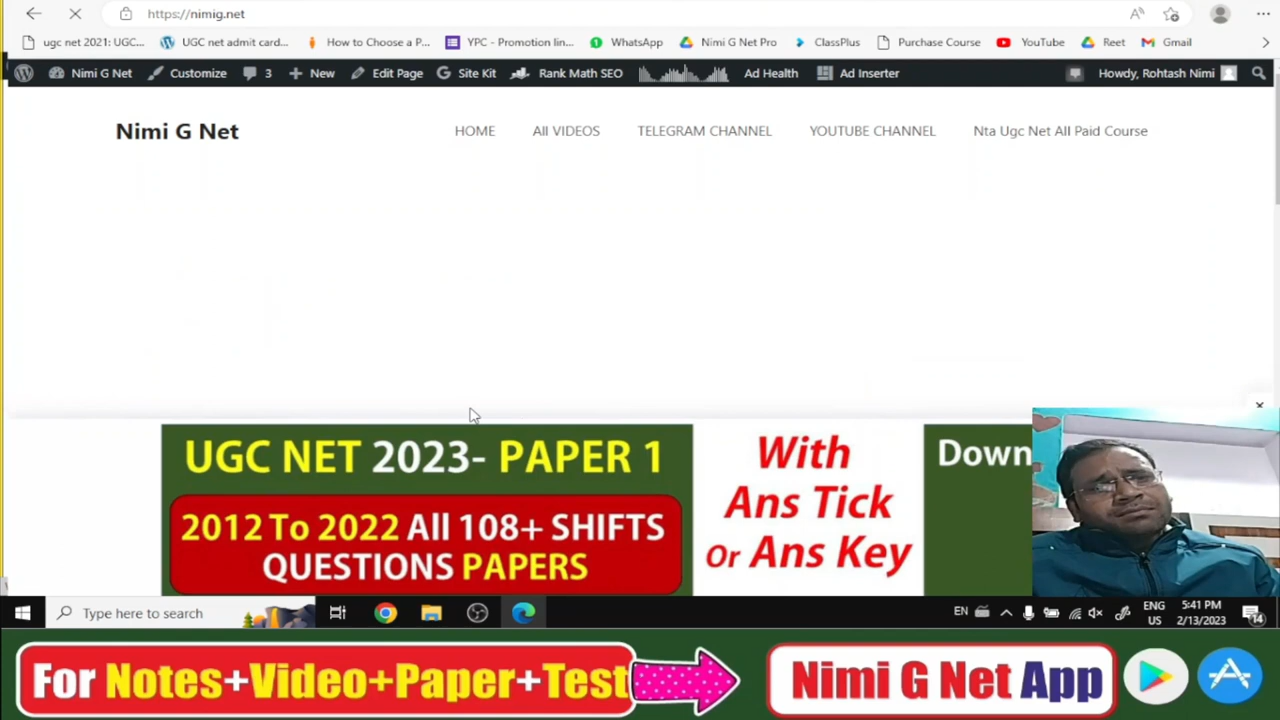 https://nimig.net
ugc net 2021: UGC... UGC net admit card... How to Choose a P... YPC - Promotion lin... WhatsApp Nimi G Net Pro ClassPlus Purchase Course YouTube Reet Gmail
Nimi G Net Customize 3 New Edit Page Site Kit Rank Math SEO Ad Health Ad Inserter Howdy, Rohtash Nimi
Nimi G Net HOME All VIDEOS TELEGRAM CHANNEL YOUTUBE CHANNEL Nta Ugc Net All Paid Course
UGC NET 2023- PAPER 1
2012 To 2022 All 108+ SHIFTS
QUESTIONS PAPERS
With
Ans Tick
Or Ans Key
Down
Type here to search
EN
ENG
US
5:41 PM
2/13/2023
14
For Notes+Video+Paper+Test
Nimi G Net App